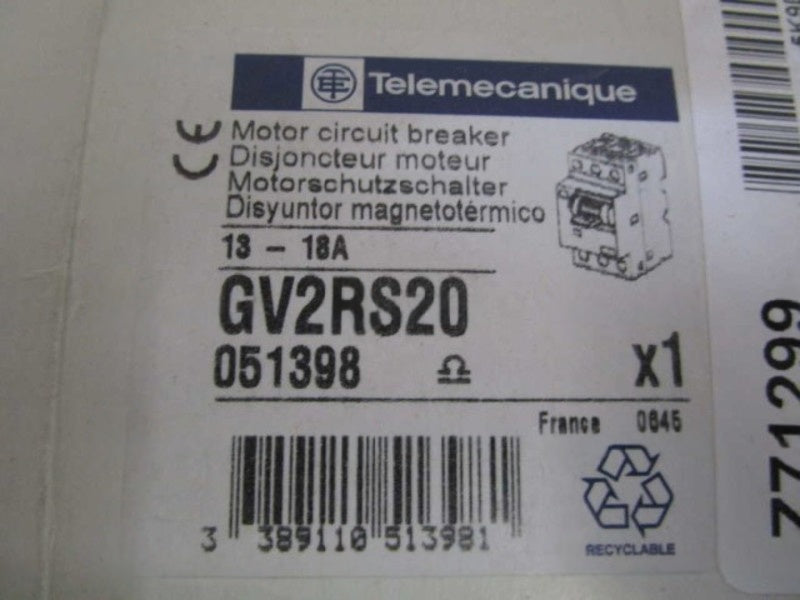 Telemecanique
Motor circuit breaker
Disjoncteur moteur
Motorschutzschalter
Disyuntor magnetotérmico
13 - 18A
GV2RS20
051398 x1
France 0645
3 389110 513981
RECYCLABLE
771299